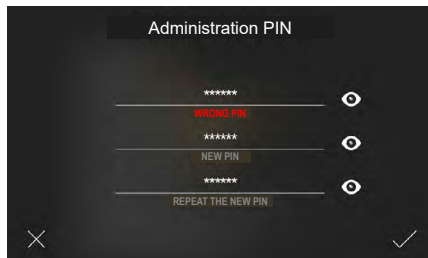 Administration PIN
******
WRONG PIN
******
NEW PIN
******
REPEAT THE NEW PIN